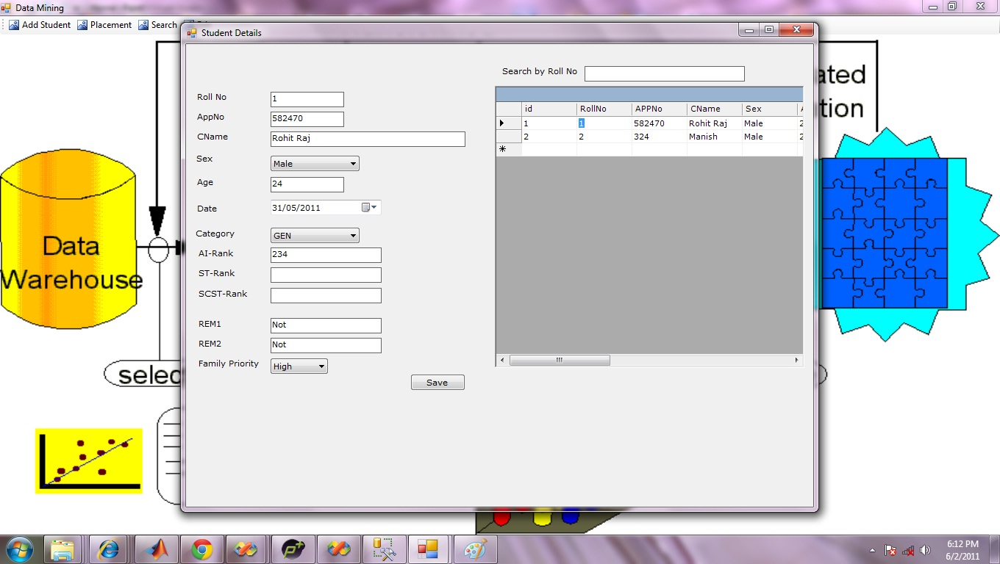 Data Mining
Add Student Placement Search
Student Details
Search by Roll No
Roll No 1
AppNo 582470
CName Rohit Raj
Sex Male
Age 24
Date 31/05/2011
Category GEN
AI-Rank 234
ST-Rank
SCST-Rank
REM1 Not
REM2 Not
Family Priority High
Save
id RollNo APPNo CName Sex
1 1 582470 Rohit Raj Male 2
2 2 324 Manish Male 2
Data
Warehouse
selec
ated
tion
6:12 PM
6/2/2011